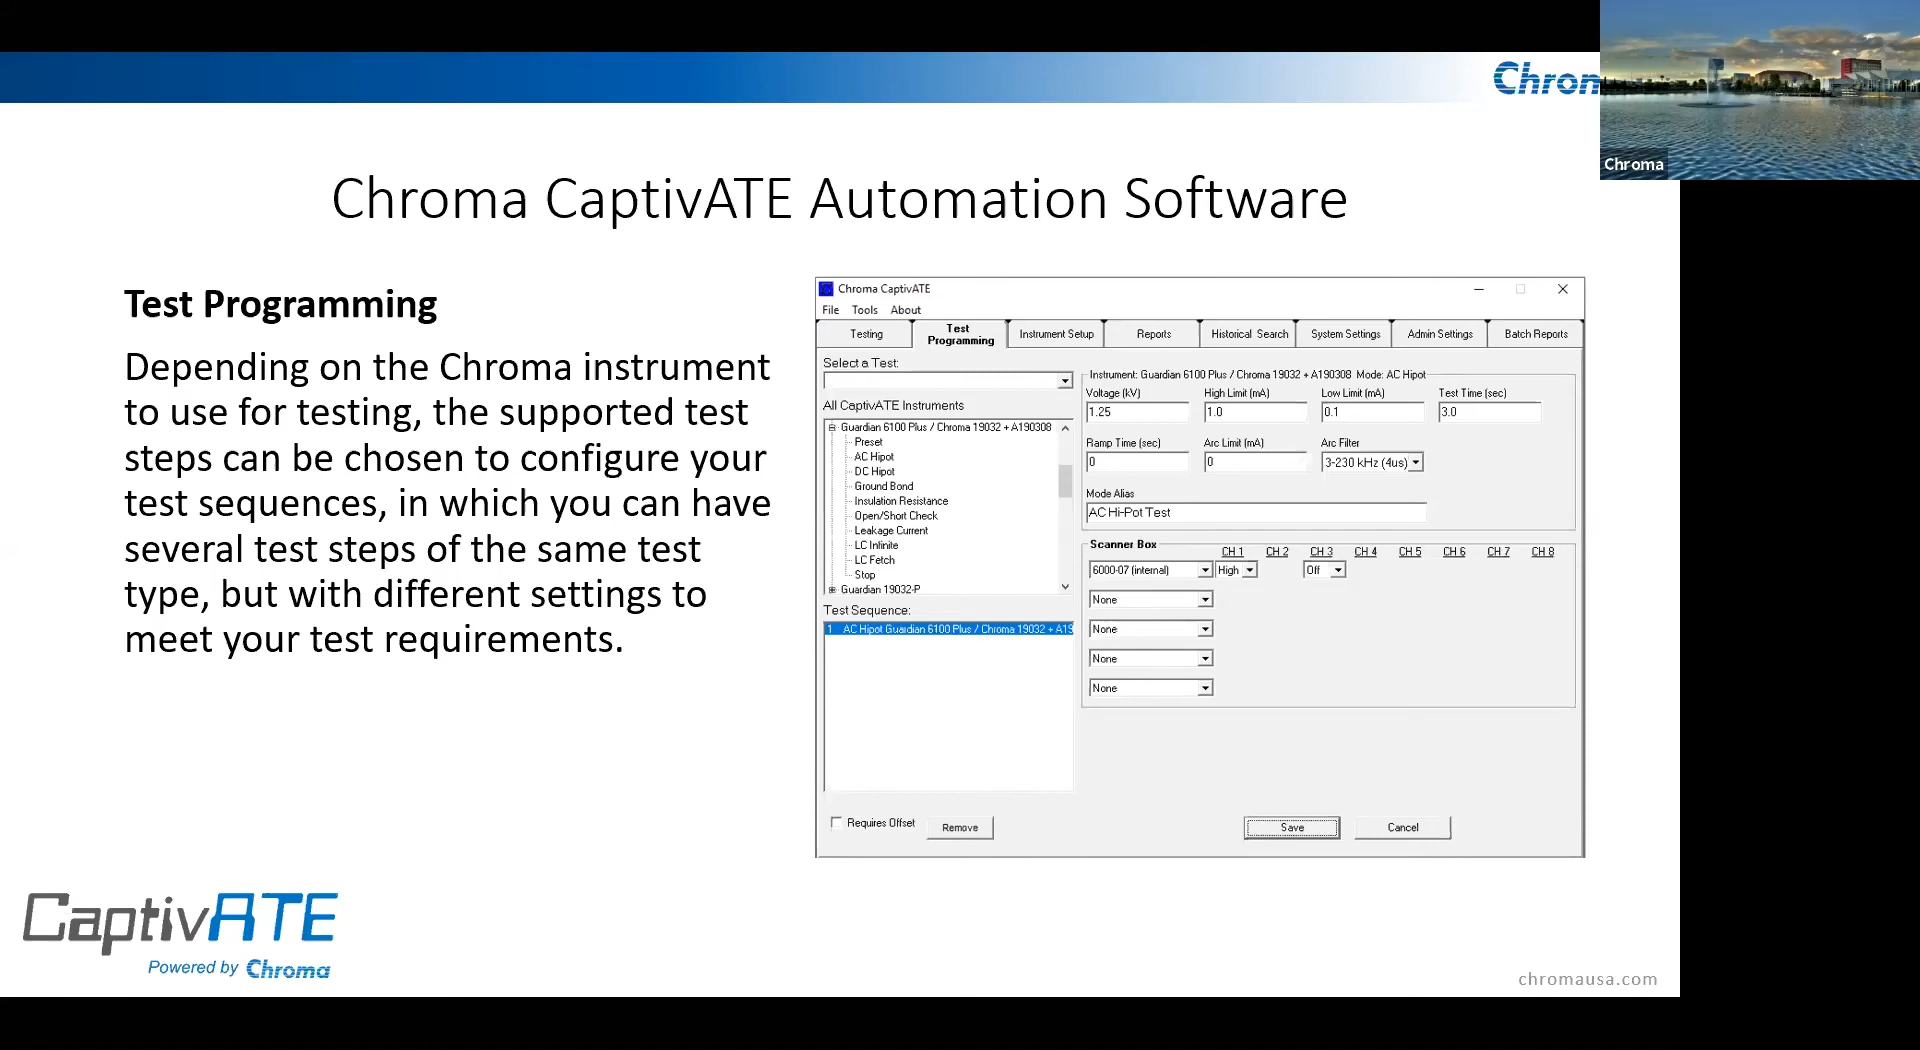 Chrom
Chroma
Chroma CaptivATE Automation Software
Test Programming
Depending on the Chroma instrument
to use for testing, the supported test
steps can be chosen to configure your
test sequences, in which you can have
several test steps of the same test
type, but with different settings to
meet your test requirements.
Chroma CaptivATE
File Tools About
Testing
Test Programming
Instrument Setup
Reports
Historical Search
System Settings
Admin Settings
Batch Reports
Select a Test:
All CaptivATE Instruments
Guardian 6100 Plus / Chroma 19032 + A190308
Preset
AC Hipot
DC Hipot
Ground Bond
Insulation Resistance
Open/Short Check
Leakage Current
LC Infinite
LC Fetch
Stop
Guardian 19032-P
Test Sequence:
1 AC Hipot Guardian 6100 Plus / Chroma 19032 + A19
Requires Offset
Remove
Instrument: Guardian 6100 Plus / Chroma 19032 + A190308 Mode: AC Hipot
Voltage (kV) High Limit (mA) Low Limit (mA) Test Time (sec)
1.25 1.0 0.1 3.0
Ramp Time (sec) Arc Limit (mA) Arc Filter
0 0 3-230 kHz (4us)
Mode Alias
AC Hi-Pot Test
Scanner Box CH 1 CH 2 CH 3 CH 4 CH 5 CH 6 CH 7 CH 8
6000-07 (internal) High Off
None
None
None
None
Save Cancel
CaptivATE
Powered by Chroma
chromausa.com